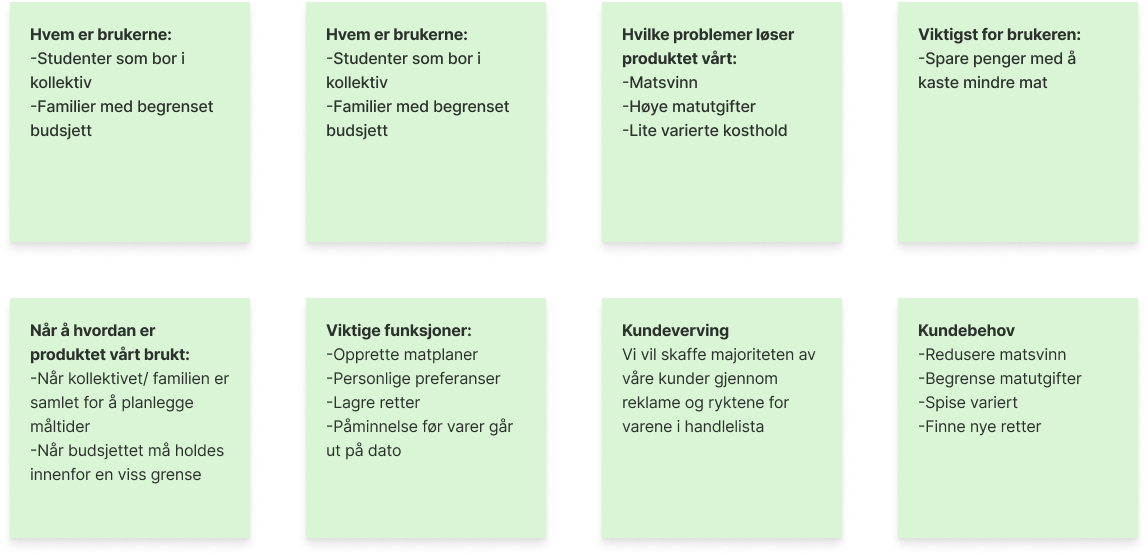 Hvem er brukerne:
-Studenter som bor i
kollektiv
-Familier med begrenset
budsjett
Hvem er brukerne:
-Studenter som bor i
kollektiv
-Familier med begrenset
budsjett
Hvilke problemer løser
produktet vårt:
-Matsvinn
-Høye matutgifter
-Lite varierte kosthold
Viktigst for brukeren:
-Spare penger med å
kaste mindre mat
Når å hvordan er
produktet vårt brukt:
-Når kollektivet/ familien er
samlet for å planlegge
måltider
-Når budsjettet må holdes
innenfor en viss grense
Viktige funksjoner:
-Opprette matplaner
-Personlige preferanser
-Lagre retter
-Påminnelse før varer går
ut på dato
Kundeverving
Vi vil skaffe majoriteten av
våre kunder gjennom
reklame og ryktene for
varene i handlelista
Kundebehov
-Redusere matsvinn
-Begrense matutgifter
-Spise variert
-Finne nye retter